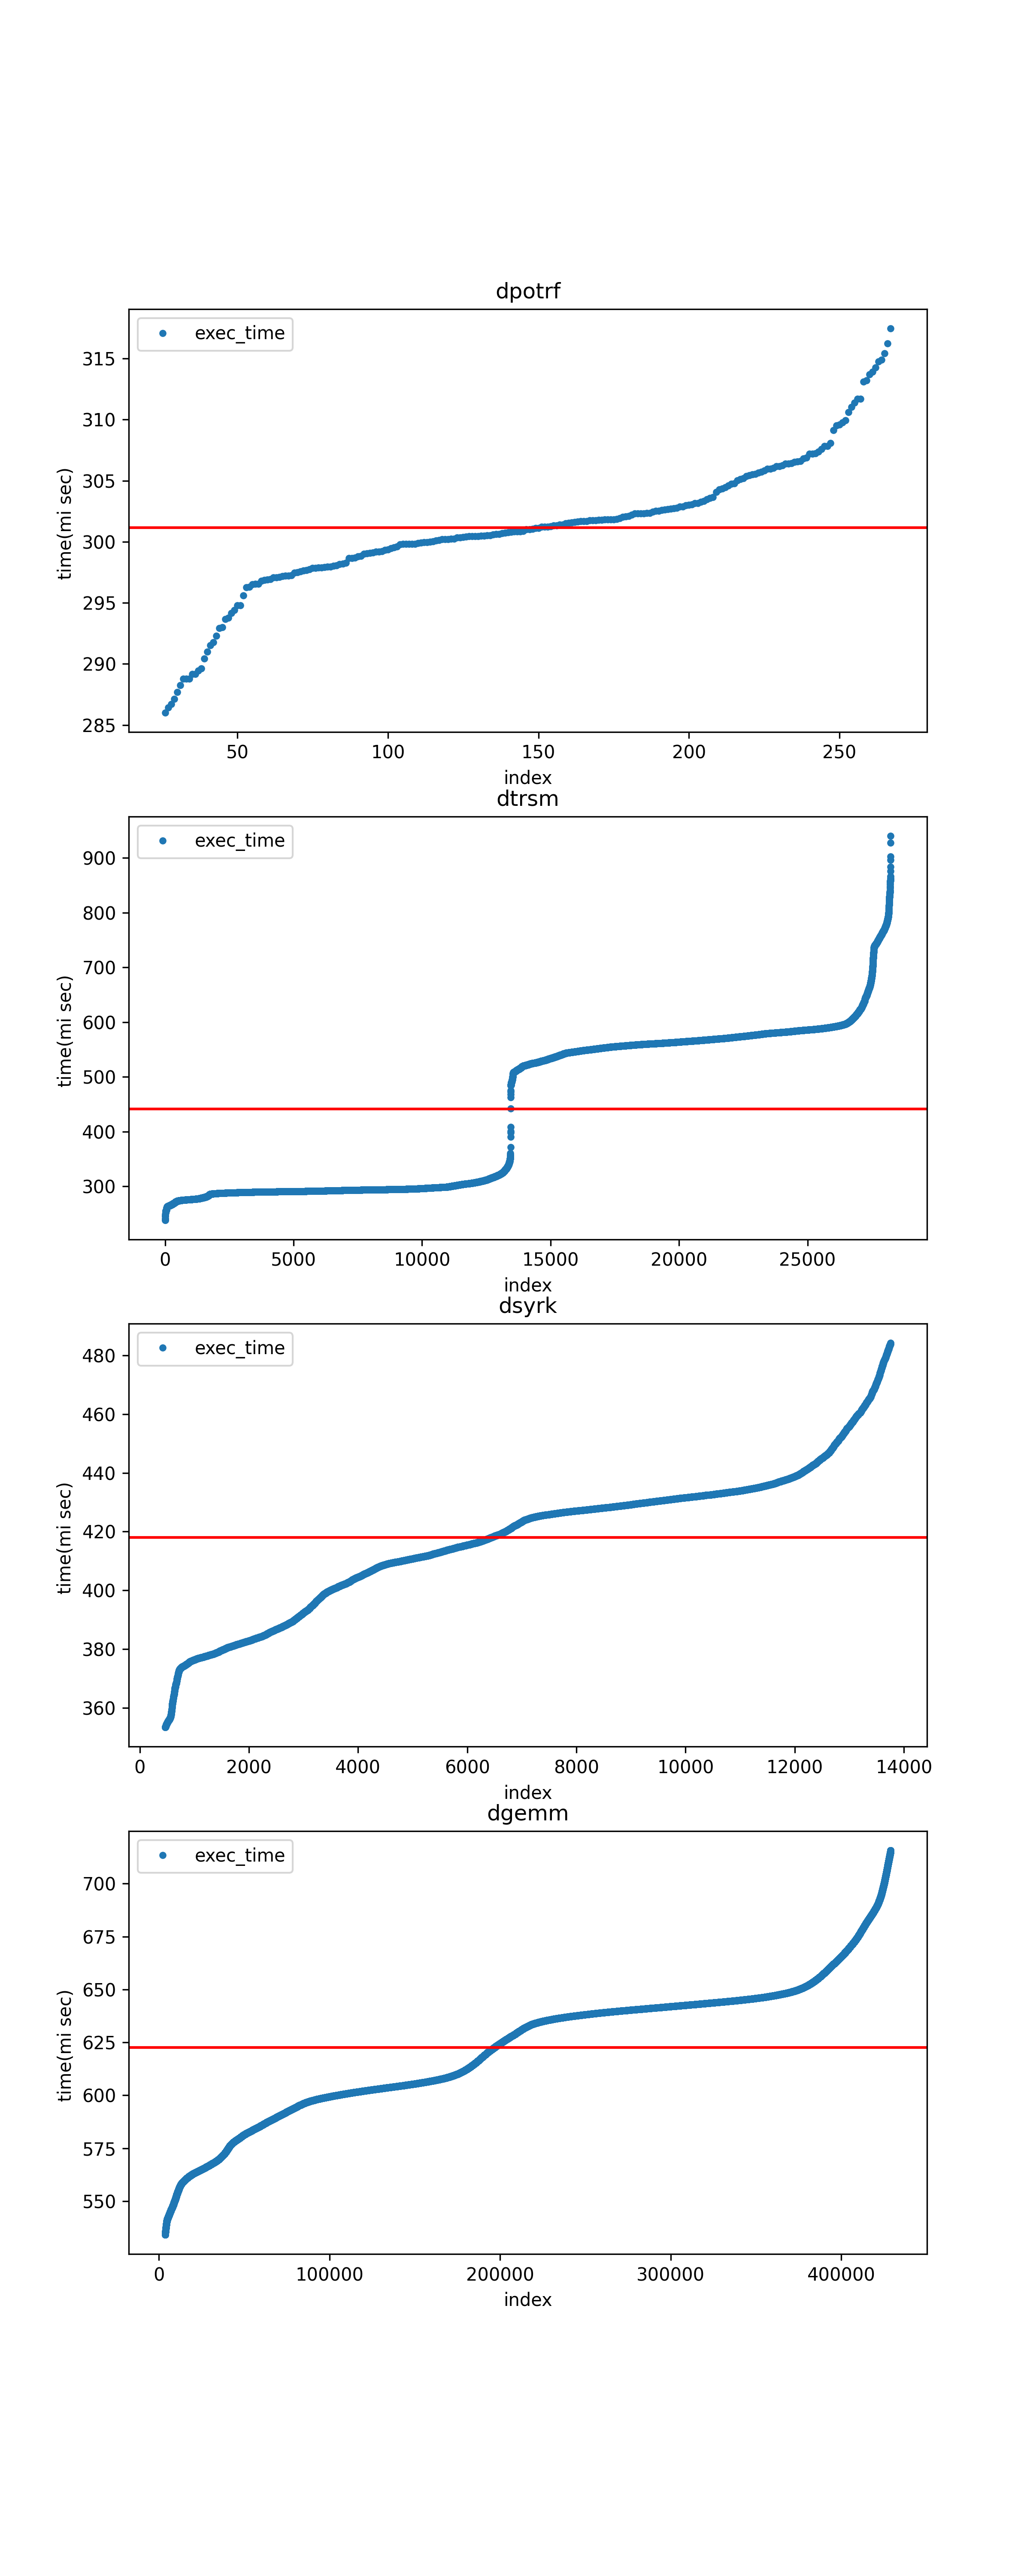 dpotrf
exec_time
315
310
305
300
295
290
285
time(mi sec)
50 100 150 200 250
index
dtrsm
exec_time
900
800
700
600
500
400
300
time(mi sec)
0 5000 10000 15000 20000 25000
index
dsyrk
exec_time
480
460
440
420
400
380
360
time(mi sec)
0 2000 4000 6000 8000 10000 12000 14000
index
dgemm
exec_time
700
675
650
625
600
575
550
time(mi sec)
0 100000 200000 300000 400000
index